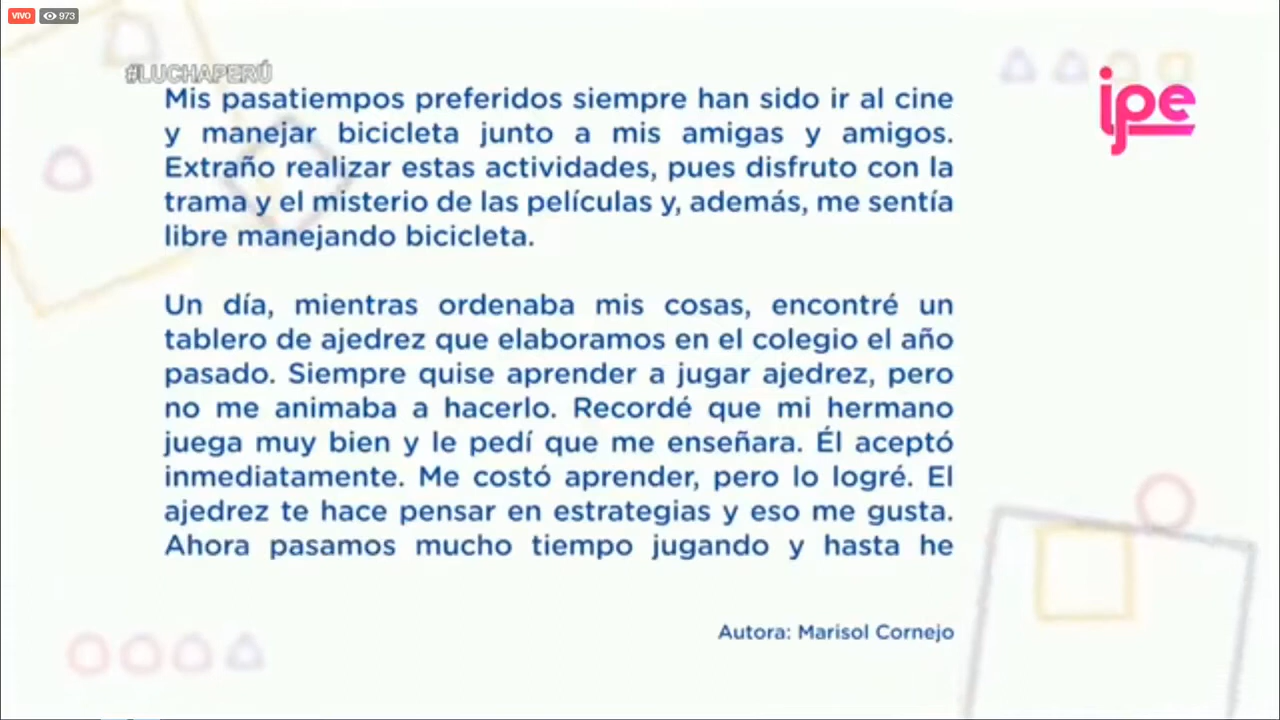 VIVO 973
#LUCHAPERÚ
ipe
Mis pasatiempos preferidos siempre han sido ir al cine
y manejar bicicleta junto a mis amigas y amigos.
Extraño realizar estas actividades, pues disfruto con la
trama y el misterio de las películas y, además, me sentía
libre manejando bicicleta.
Un día, mientras ordenaba mis cosas, encontré un
tablero de ajedrez que elaboramos en el colegio el año
pasado. Siempre quise aprender a jugar ajedrez, pero
no me animaba a hacerlo. Recordé que mi hermano
juega muy bien y le pedí que me enseñara. Él aceptó
inmediatamente. Me costó aprender, pero lo logré. El
ajedrez te hace pensar en estrategias y eso me gusta.
Ahora pasamos mucho tiempo jugando y hasta he
Autora: Marisol Cornejo